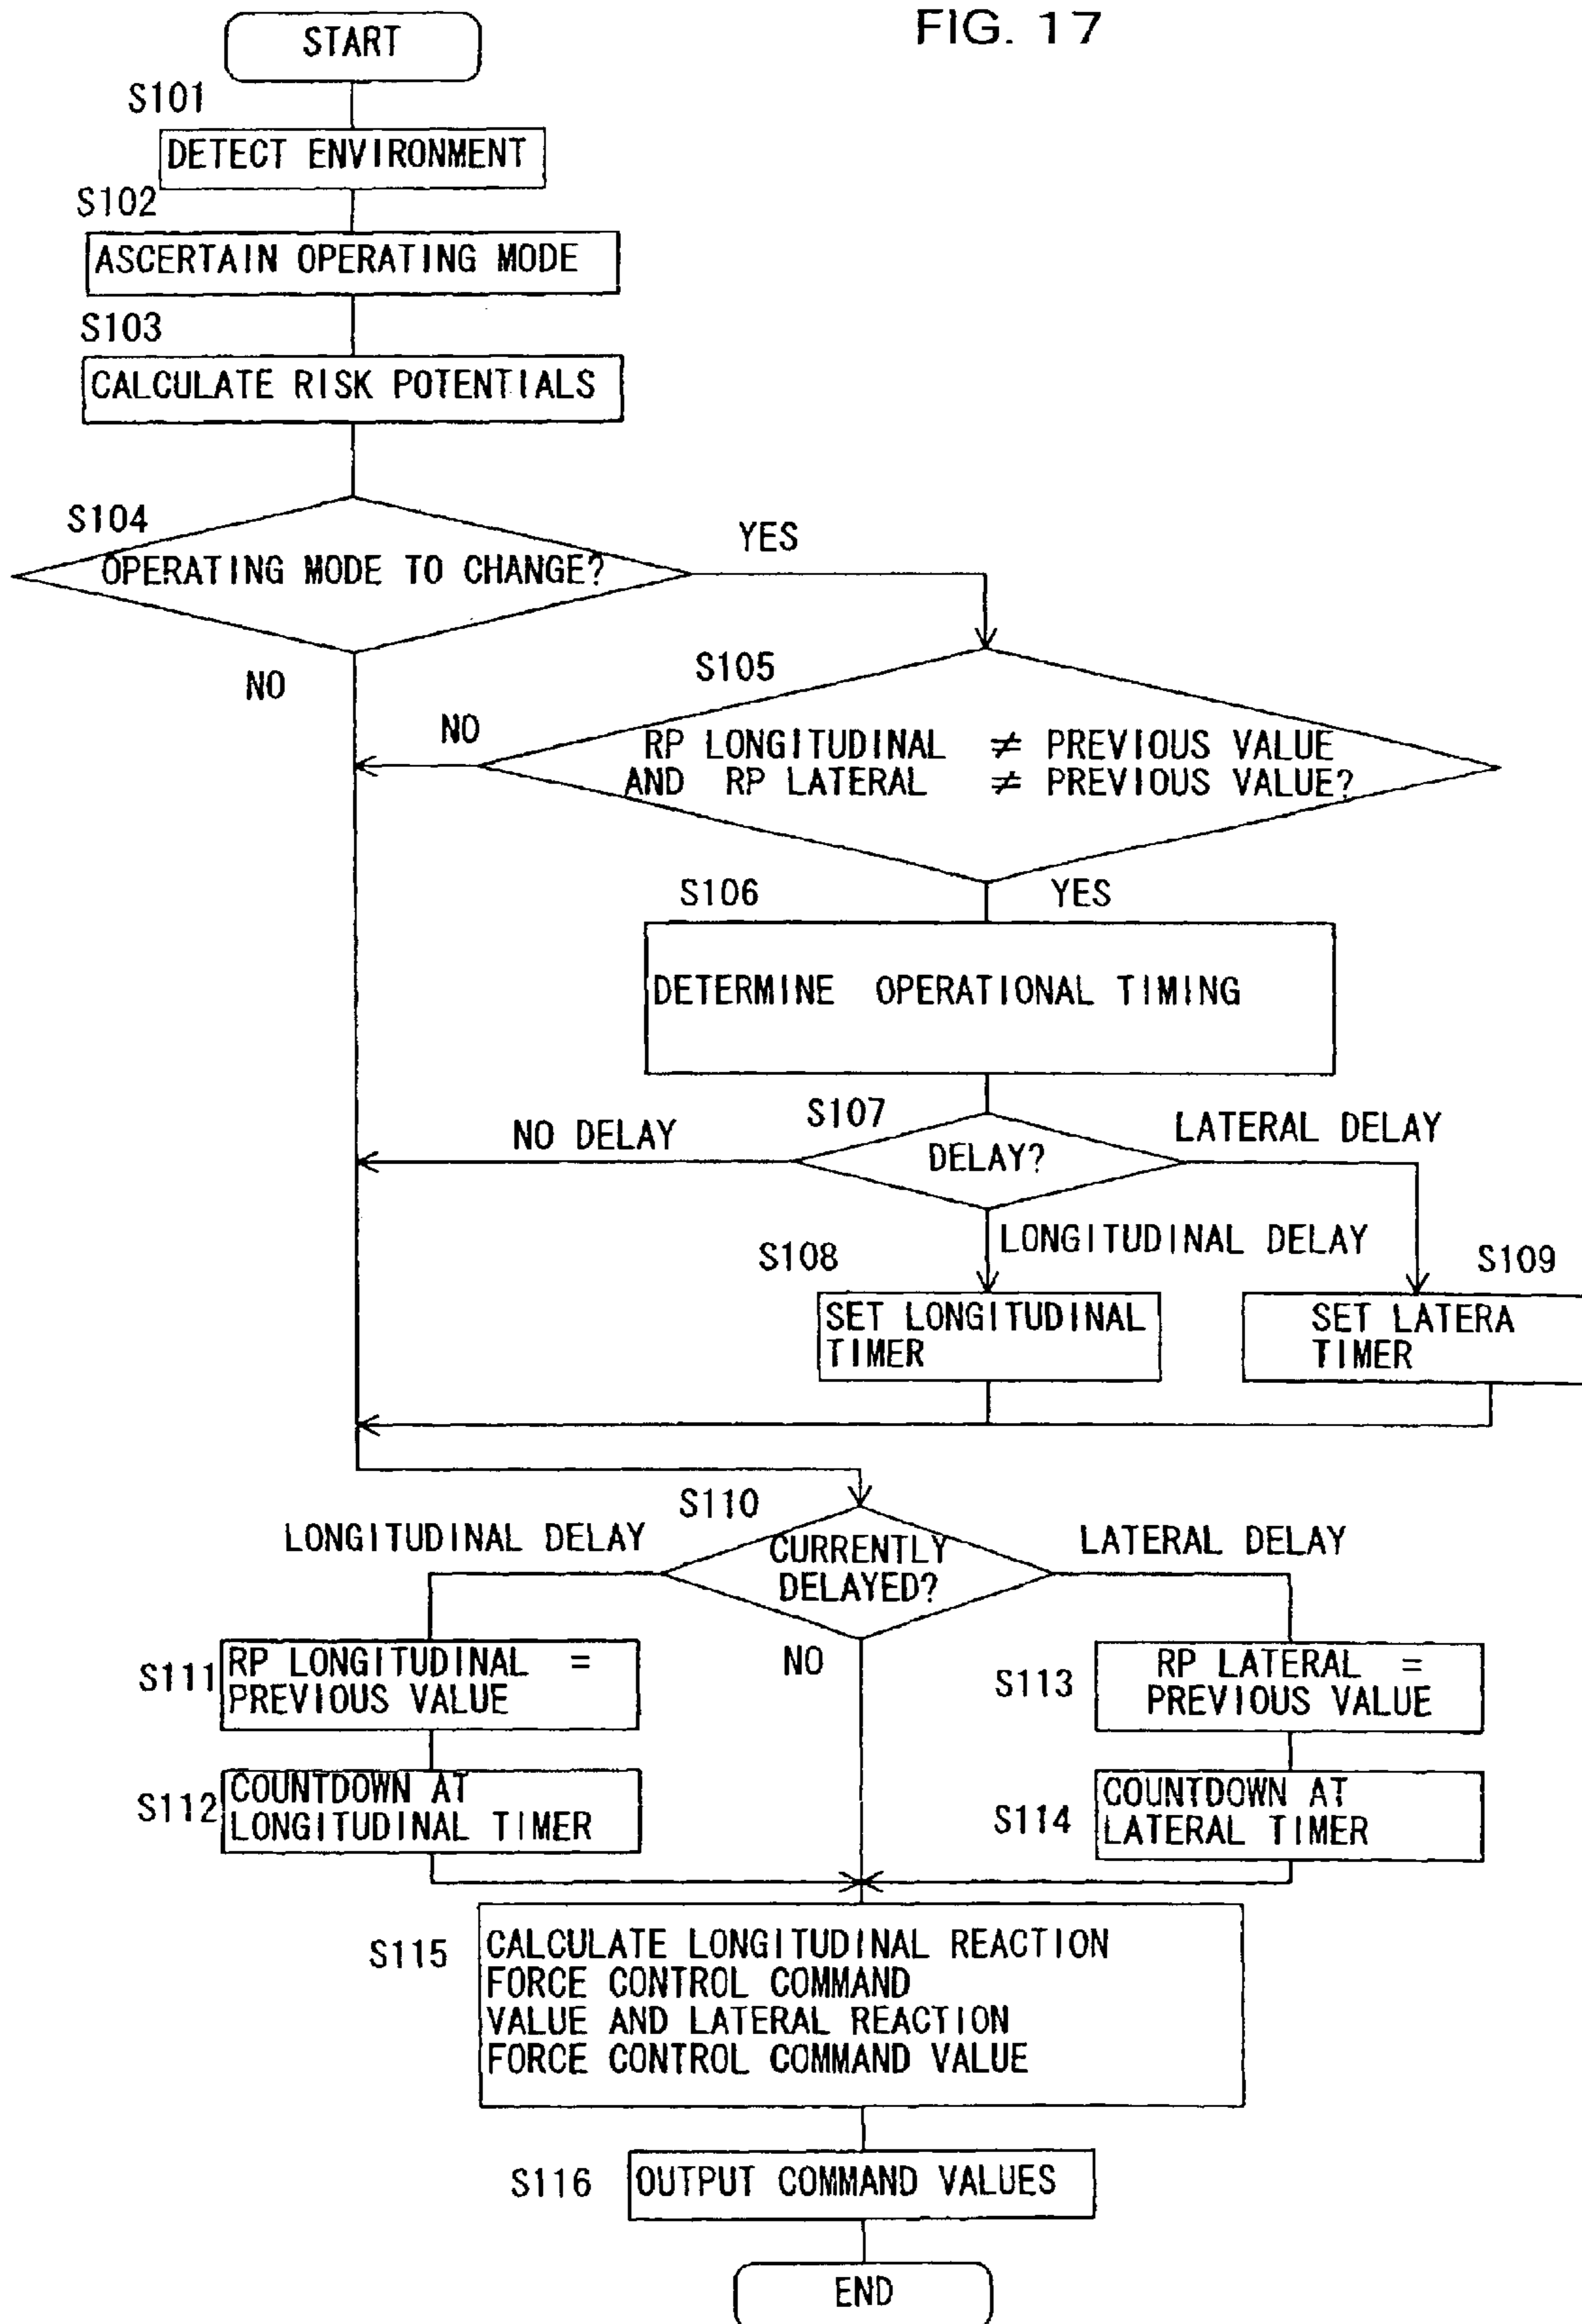 FIG. 17
START
S101
DETECT ENVIRONMENT
S102
ASCERTAIN OPERATING MODE
S103
CALCULATE RISK POTENTIALS
S104
OPERATING MODE TO CHANGE?
YES
NO
S105
RP LONGITUDINAL ≠ PREVIOUS VALUE
AND RP LATERAL ≠ PREVIOUS VALUE?
NO
YES
S106
DETERMINE OPERATIONAL TIMING
S107
DELAY?
NO DELAY
LATERAL DELAY
LONGITUDINAL DELAY
S108
SET LONGITUDINAL
TIMER
S109
SET LATERA
TIMER
S110
CURRENTLY
DELAYED?
LONGITUDINAL DELAY
LATERAL DELAY
NO
S111
RP LONGITUDINAL =
PREVIOUS VALUE
S113
RP LATERAL =
PREVIOUS VALUE
S112
COUNTDOWN AT
LONGITUDINAL TIMER
S114
COUNTDOWN AT
LATERAL TIMER
S115
CALCULATE LONGITUDINAL REACTION
FORCE CONTROL COMMAND
VALUE AND LATERAL REACTION
FORCE CONTROL COMMAND VALUE
S116
OUTPUT COMMAND VALUES
END